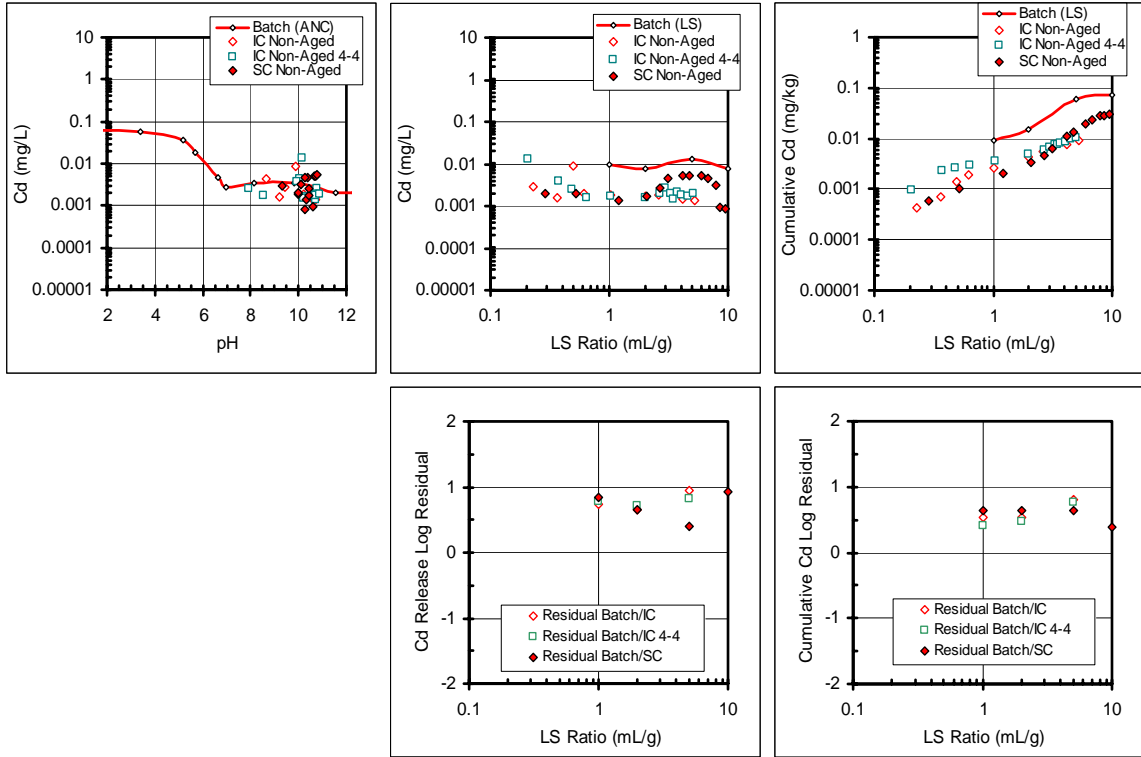 Batch (ANC)
IC Non-Aged
IC Non-Aged 4-4
SC Non-Aged
10
1
0.1
0.01
0.001
0.0001
0.00001
Cd (mg/L)
2 4 6 8 10 12
pH
Batch (LS)
IC Non-Aged
IC Non-Aged 4-4
SC Non-Aged
10
1
0.1
0.01
0.001
0.0001
0.00001
Cd (mg/L)
0.1 1 10
LS Ratio (mL/g)
Batch (LS)
IC Non-Aged
IC Non-Aged 4-4
SC Non-Aged
10
1
0.1
0.01
0.001
0.0001
0.00001
Cumulative Cd (mg/kg)
0.1 1 10
LS Ratio (mL/g)
2
1
0
-1
-2
Cd Release Log Residual
Residual Batch/IC
Residual Batch/IC 4-4
Residual Batch/SC
0.1 1 10
LS Ratio (mL/g)
2
1
0
-1
-2
Cumulative Cd Log Residual
Residual Batch/IC
Residual Batch/IC 4-4
Residual Batch/SC
0.1 1 10
LS Ratio (mL/g)